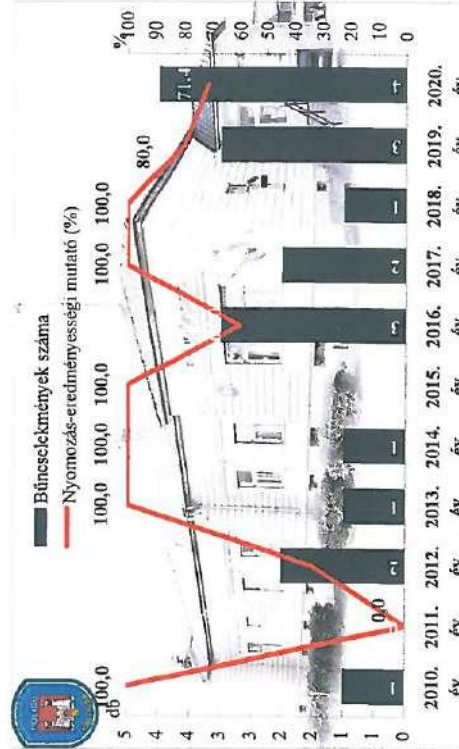 Bűncselekmények száma
Nyomozás-eredményességi mutató (%)
db
%
5
4
3
2
1
0
100
90
80
70
60
50
40
30
20
10
0
100,0
0,0
100,0
100,0
100,0
100,0
100,0
80,0
71.4
1
2
1
1
3
2
1
3
4
2010. év
2011. év
2012. év
2013. év
2014. év
2015. év
2016. év
2017. év
2018. év
2019. év
2020. év